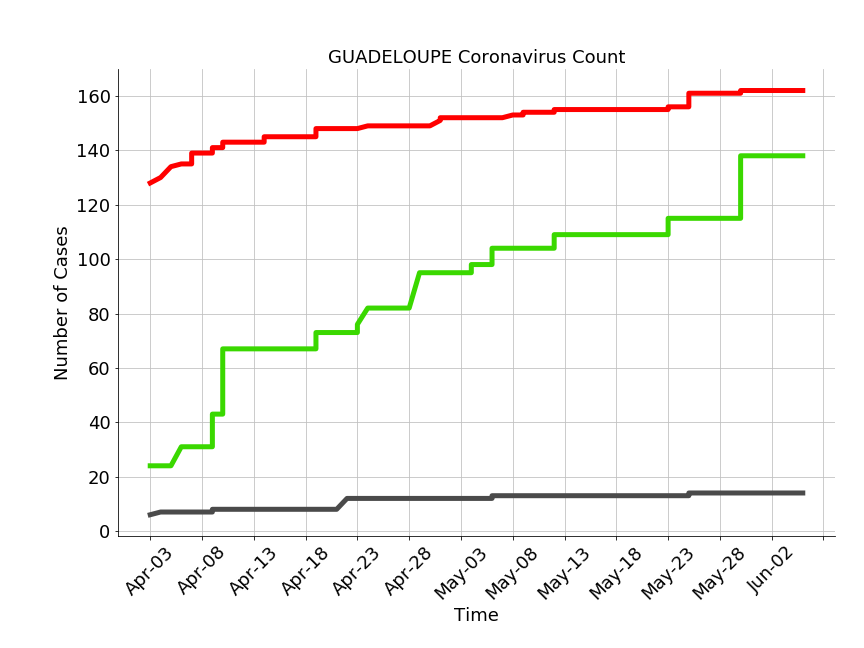 GUADELOUPE Coronavirus Count
160
140
120
100
80
60
40
20
0
Number of Cases
Apr-03
Apr-08
Apr-13
Apr-18
Apr-23
Apr-28
May-03
May-08
May-13
May-18
May-23
May-28
Jun-02
Time